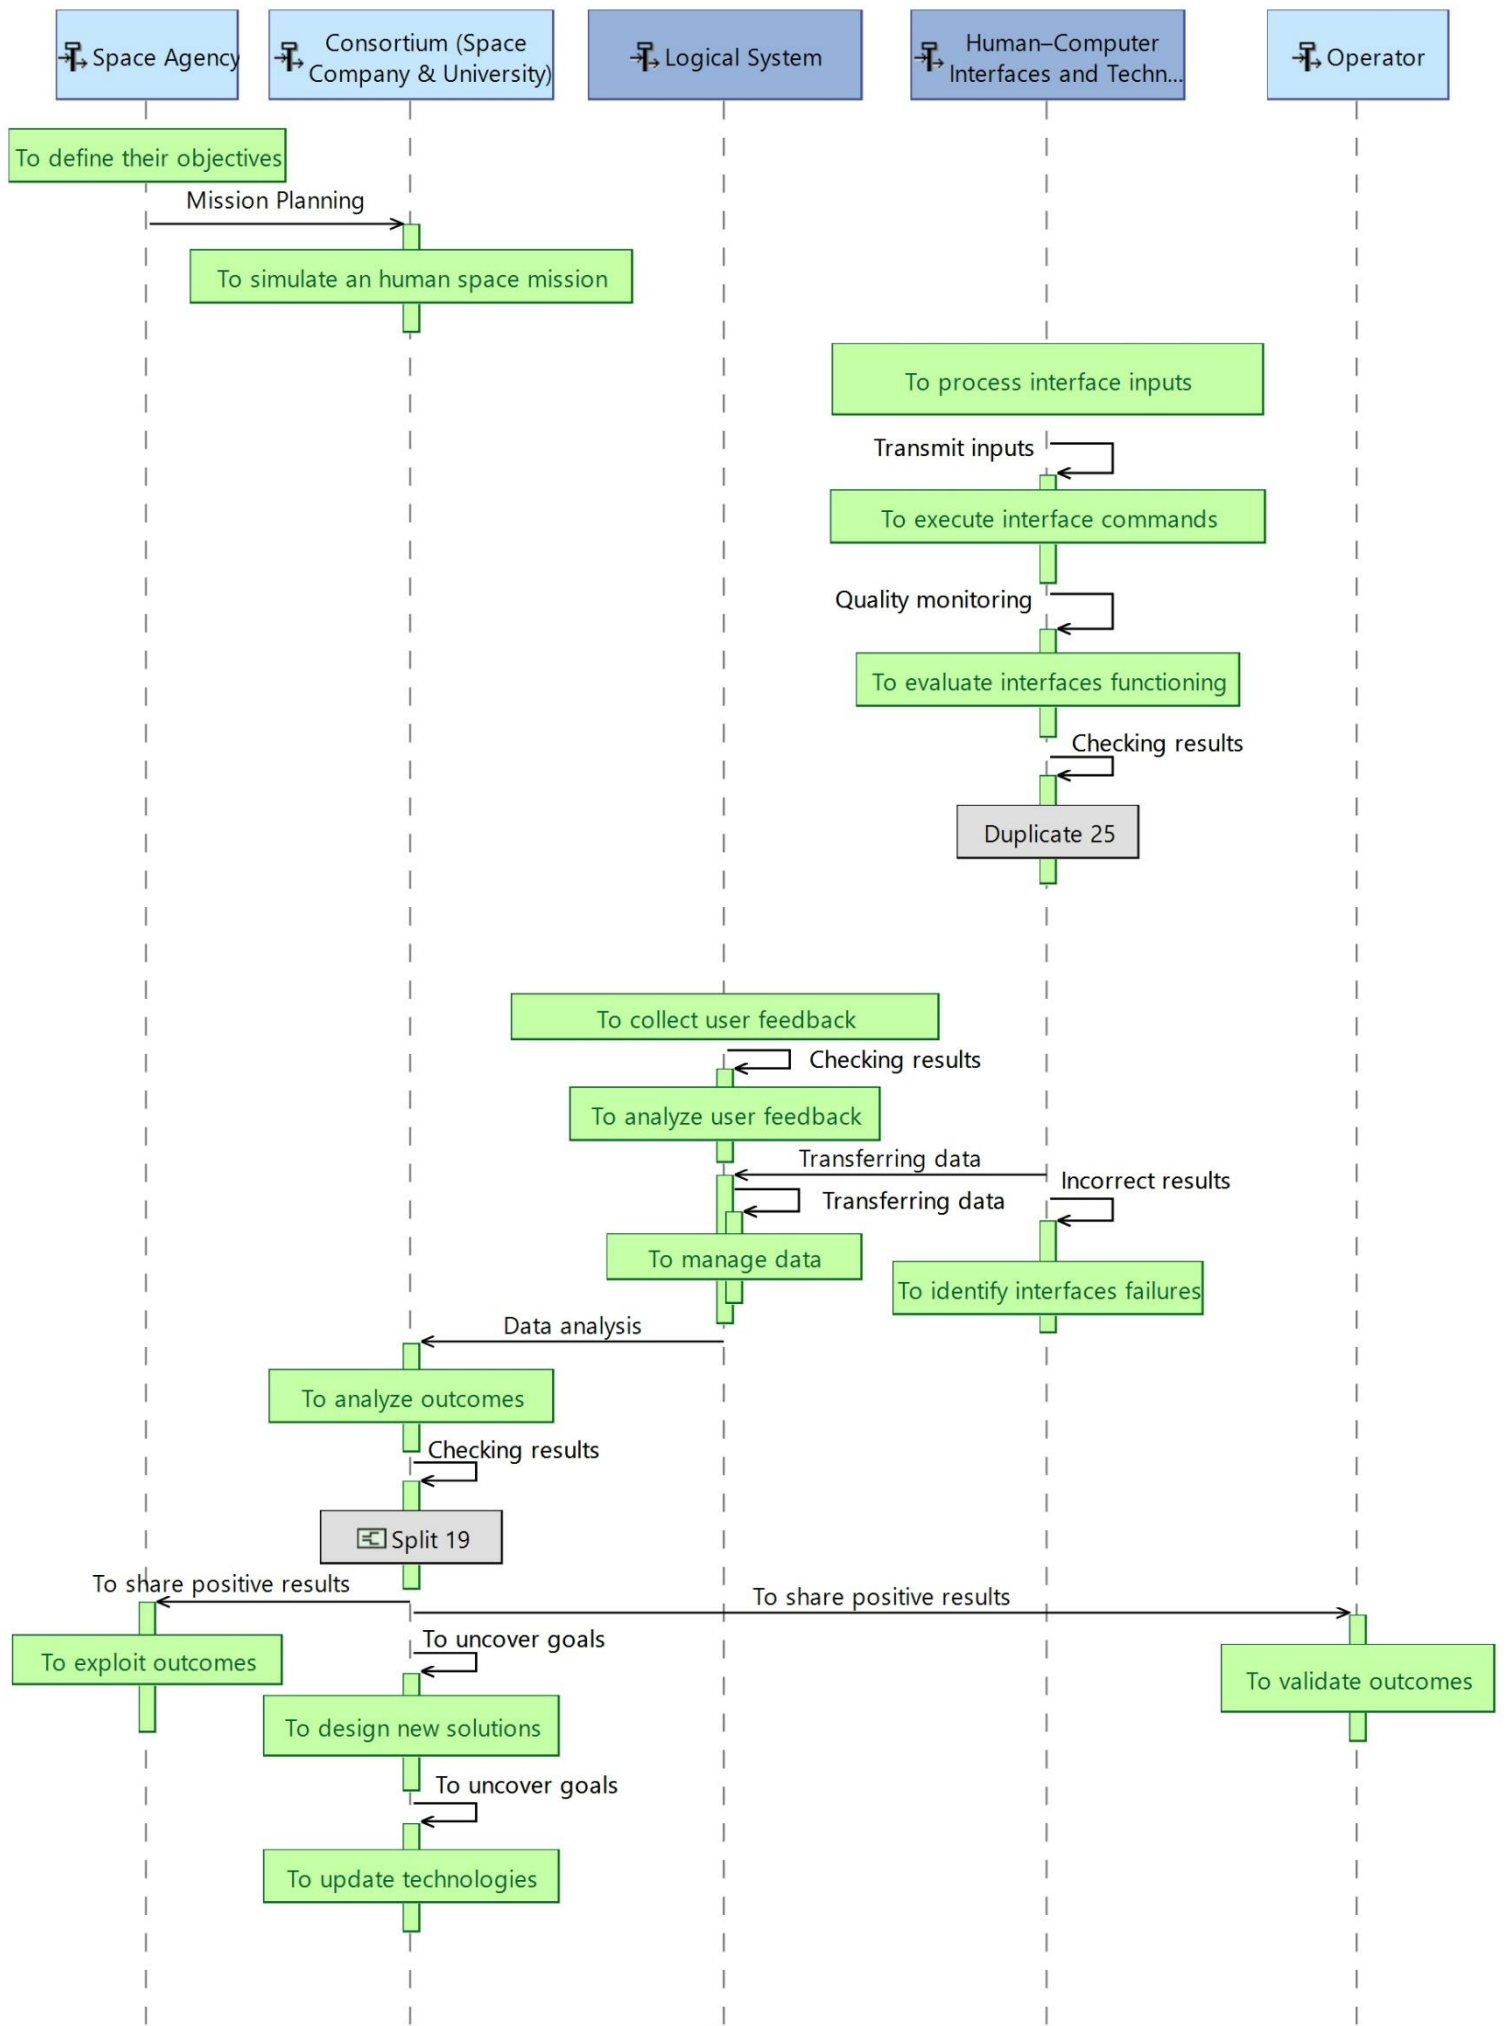 Space Agency
Consortium (Space
Company & University)
Logical System
Human–Computer
Interfaces and Techn...
Operator
To define their objectives
Mission Planning
To simulate an human space mission
To process interface inputs
Transmit inputs
To execute interface commands
Quality monitoring
To evaluate interfaces functioning
Checking results
Duplicate 25
To collect user feedback
Checking results
To analyze user feedback
Transferring data
Incorrect results
Transferring data
To manage data
To identify interfaces failures
Data analysis
To analyze outcomes
Checking results
Split 19
To share positive results
To share positive results
To uncover goals
To exploit outcomes
To validate outcomes
To design new solutions
To uncover goals
To update technologies